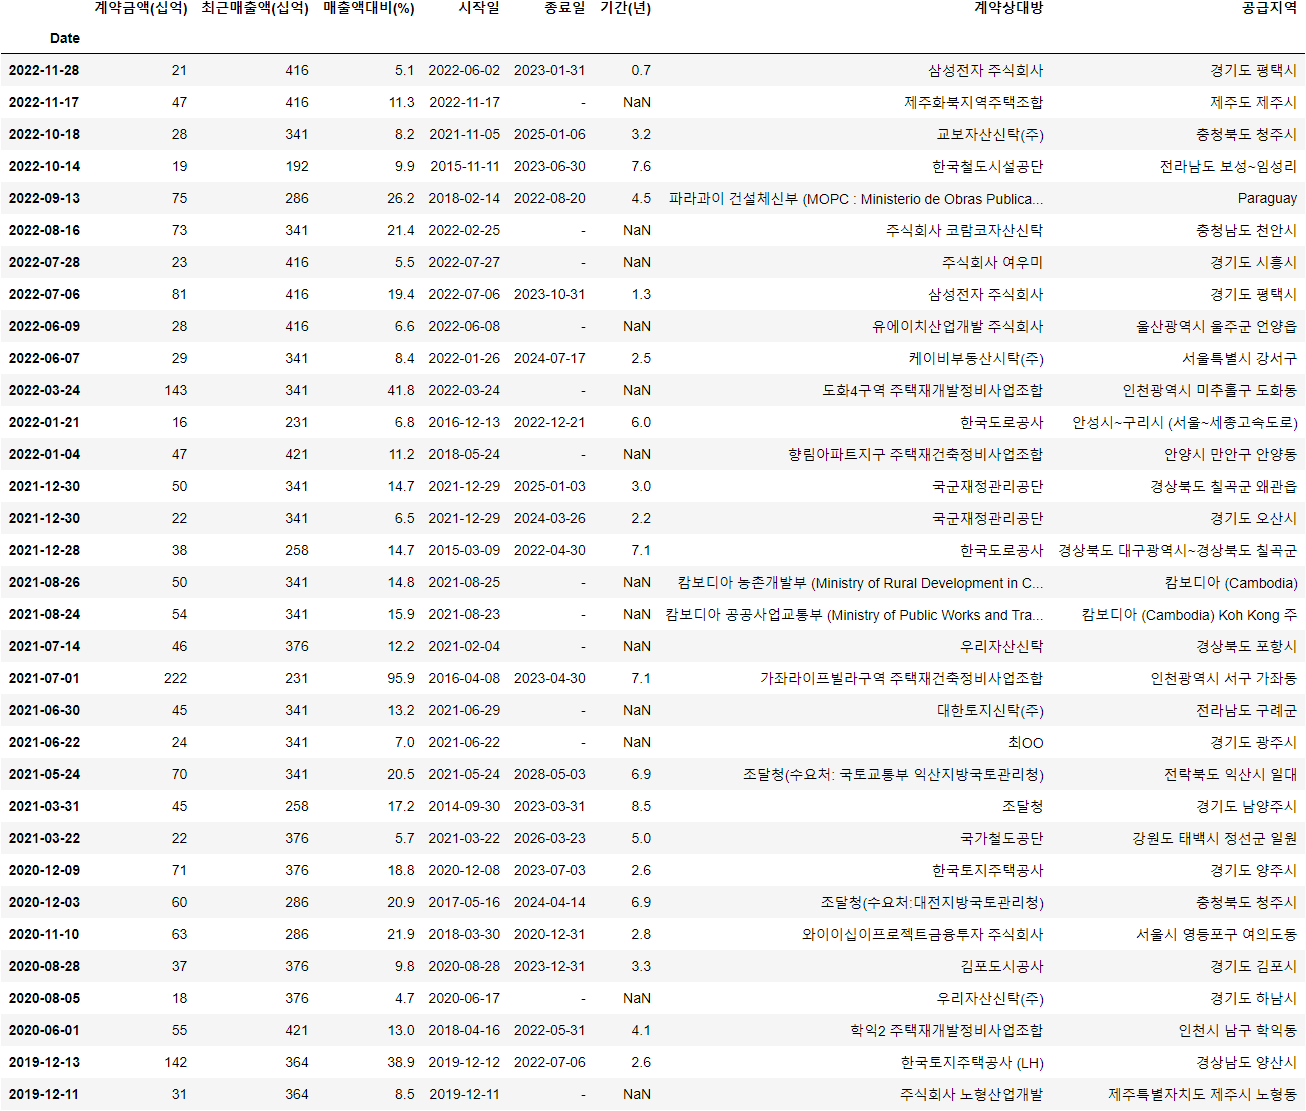 계약금액(십억) 최근매출액(십억) 매출액대비(%) 시작일 종료일 기간(년) 계약상대방 공급지역
Date
2022-11-28 21 416 5.1 2022-06-02 2023-01-31 0.7 삼성전자 주식회사 경기도 평택시
2022-11-17 47 416 11.3 2022-11-17 - NaN 제주화북지역주택조합 제주도 제주시
2022-10-18 28 341 8.2 2021-11-05 2025-01-06 3.2 교보자산신탁(주) 충청북도 청주시
2022-10-14 19 192 9.9 2015-11-11 2023-06-30 7.6 한국철도시설공단 전라남도 보성~임성리
2022-09-13 75 286 26.2 2018-02-14 2022-08-20 4.5 파라과이 건설체신부 (MOPC : Ministerio de Obras Publica... Paraguay
2022-08-16 73 341 21.4 2022-02-25 - NaN 주식회사 코람코자산신탁 충청남도 천안시
2022-07-28 23 416 5.5 2022-07-27 - NaN 주식회사 여우미 경기도 시흥시
2022-07-06 81 416 19.4 2022-07-06 2023-10-31 1.3 삼성전자 주식회사 경기도 평택시
2022-06-09 28 416 6.6 2022-06-08 - NaN 유에이치산업개발 주식회사 울산광역시 울주군 언양읍
2022-06-07 29 341 8.4 2022-01-26 2024-07-17 2.5 케이비부동산시탁(주) 서울특별시 강서구
2022-03-24 143 341 41.8 2022-03-24 - NaN 도화4구역 주택재개발정비사업조합 인천광역시 미추홀구 도화동
2022-01-21 16 231 6.8 2016-12-13 2022-12-21 6.0 한국도로공사 안성시~구리시 (서울~세종고속도로)
2022-01-04 47 421 11.2 2018-05-24 - NaN 향림아파트지구 주택재건축정비사업조합 안양시 만안구 안양동
2021-12-30 50 341 14.7 2021-12-29 2025-01-03 3.0 국군재정관리공단 경상북도 칠곡군 왜관읍
2021-12-30 22 341 6.5 2021-12-29 2024-03-26 2.2 국군재정관리공단 경기도 오산시
2021-12-28 38 258 14.7 2015-03-09 2022-04-30 7.1 한국도로공사 경상북도 대구광역시~경상북도 칠곡군
2021-08-26 50 341 14.8 2021-08-25 - NaN 캄보디아 농촌개발부 (Ministry of Rural Development in C... 캄보디아 (Cambodia)
2021-08-24 54 341 15.9 2021-08-23 - NaN 캄보디아 공공사업교통부 (Ministry of Public Works and Tra... 캄보디아 (Cambodia) Koh Kong 주
2021-07-14 46 376 12.2 2021-02-04 - NaN 우리자산신탁 경상북도 포항시
2021-07-01 222 231 95.9 2016-04-08 2023-04-30 7.1 가좌라이프빌라구역 주택재건축정비사업조합 인천광역시 서구 가좌동
2021-06-30 45 341 13.2 2021-06-29 - NaN 대한토지신탁(주) 전라남도 구례군
2021-06-22 24 341 7.0 2021-06-22 - NaN 최OO 경기도 광주시
2021-05-24 70 341 20.5 2021-05-24 2028-05-03 6.9 조달청(수요처: 국토교통부 익산지방국토관리청) 전락북도 익산시 일대
2021-03-31 45 258 17.2 2014-09-30 2023-03-31 8.5 조달청 경기도 남양주시
2021-03-22 22 376 5.7 2021-03-22 2026-03-23 5.0 국가철도공단 강원도 태백시 정선군 일원
2020-12-09 71 376 18.8 2020-12-08 2023-07-03 2.6 한국토지주택공사 경기도 양주시
2020-12-03 60 286 20.9 2017-05-16 2024-04-14 6.9 조달청(수요처:대전지방국토관리청) 충청북도 청주시
2020-11-10 63 286 21.9 2018-03-30 2020-12-31 2.8 와이이십이프로젝트금융투자 주식회사 서울시 영등포구 여의도동
2020-08-28 37 376 9.8 2020-08-28 2023-12-31 3.3 김포도시공사 경기도 김포시
2020-08-05 18 376 4.7 2020-06-17 - NaN 우리자산신탁(주) 경기도 하남시
2020-06-01 55 421 13.0 2018-04-16 2022-05-31 4.1 학익2 주택재개발정비사업조합 인천시 남구 학익동
2019-12-13 142 364 38.9 2019-12-12 2022-07-06 2.6 한국토지주택공사 (LH) 경상남도 양산시
2019-12-11 31 364 8.5 2019-12-11 - NaN 주식회사 노형산업개발 제주특별자치도 제주시 노형동